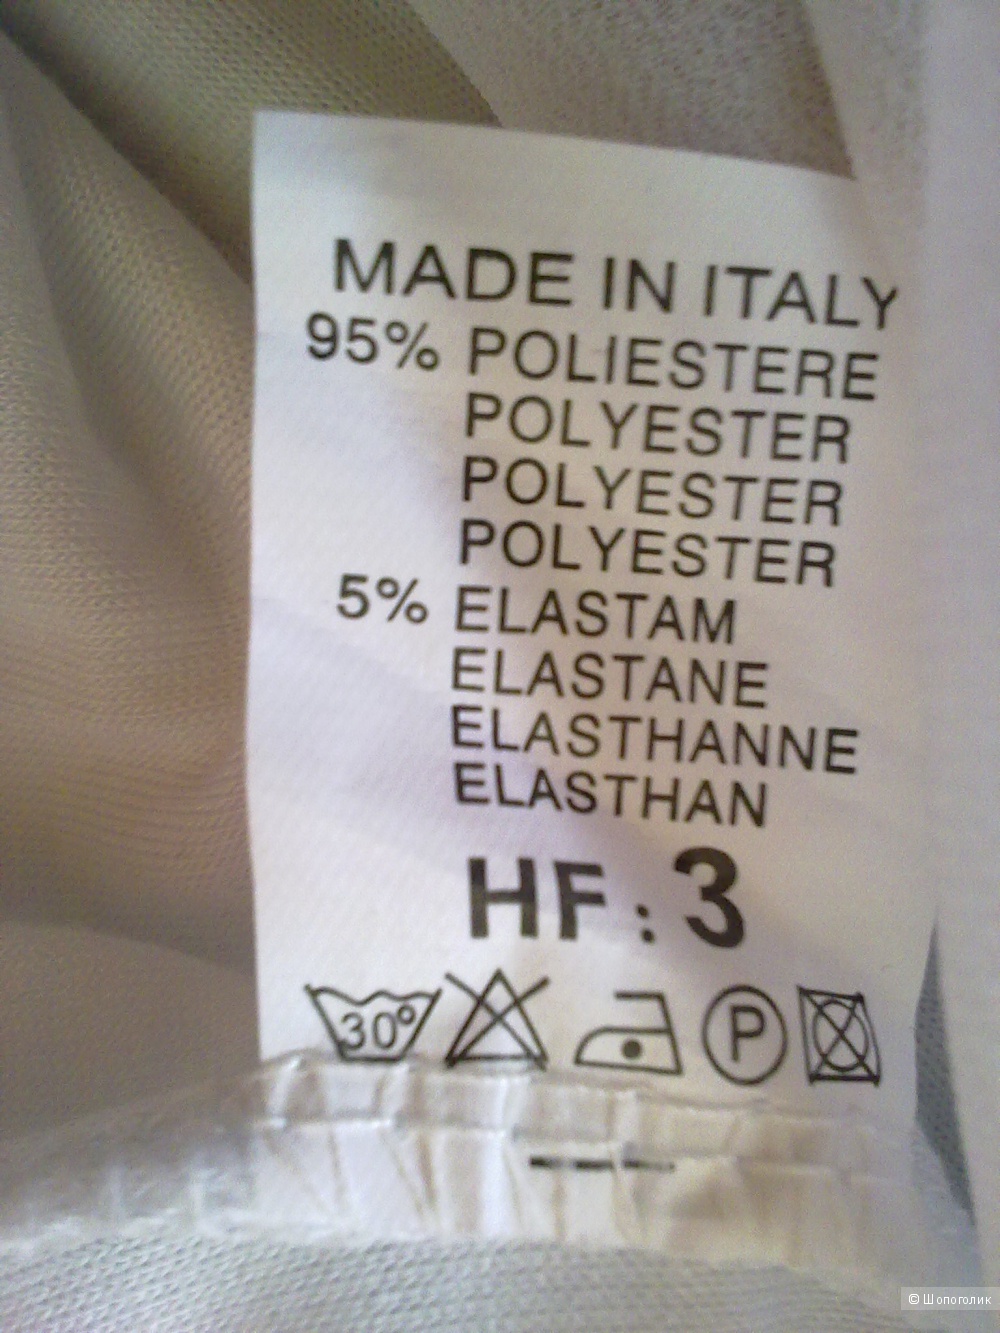 MADE IN ITALY
95% POLIESTERE
POLYESTER
POLYESTER
POLYESTER
5% ELASTAM
ELASTANE
ELASTHANNE
ELASTHAN
HF : 3
30° P
© Шопоголик